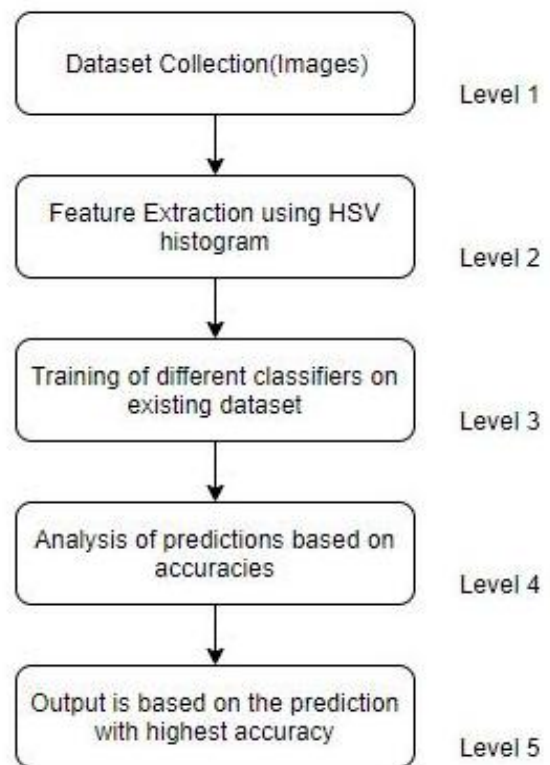 Dataset Collection(Images)
Level 1
Feature Extraction using HSV
histogram
Level 2
Training of different classifiers on
existing dataset
Level 3
Analysis of predictions based on
accuracies
Level 4
Output is based on the prediction
with highest accuracy
Level 5